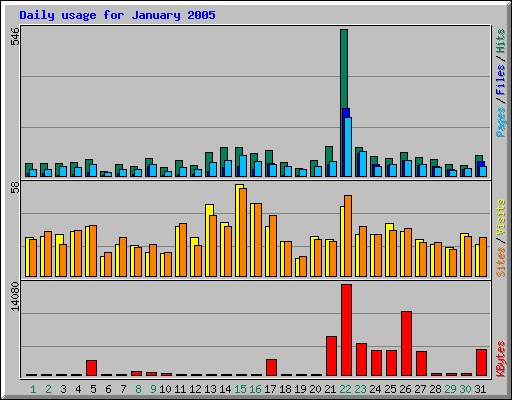 Daily usage for January 2005
546
Pages / Files / Hits
58
Sites / Visits
14080
KBytes
1 2 3 4 5 6 7 8 9 10 11 12 13 14 15 16 17 18 19 20 21 22 23 24 25 26 27 28 29 30 31